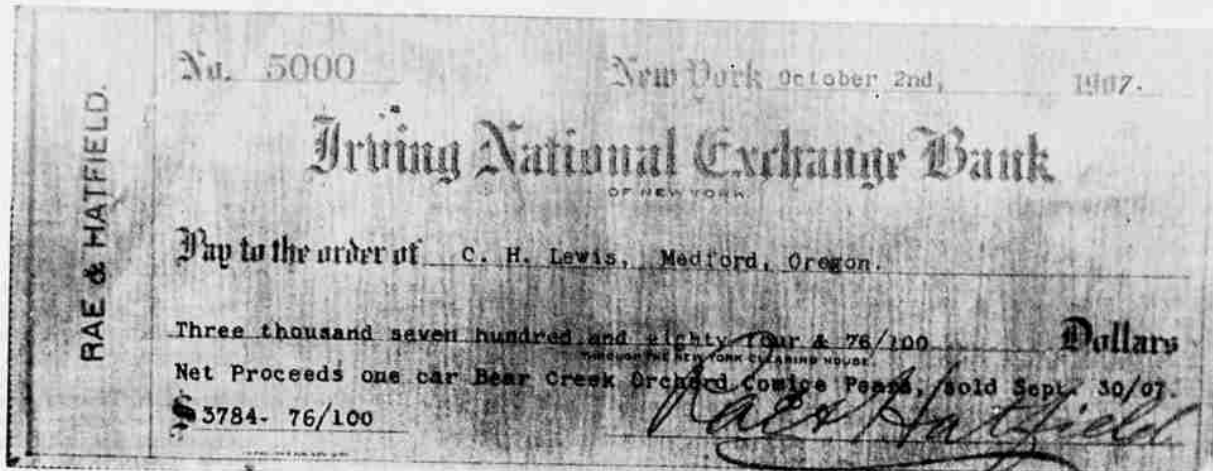 RAE & HATFIELD.
No. 5000 New York October 2nd, 1907.
Irving National Exchange Bank
OF NEW YORK.
Pay to the order of C. H. Lewis, Medford, Oregon.
Three thousand seven hundred and eighty four & 76/100 Dollars
THROUGH THE NEW YORK CLEARING HOUSE.
Net Proceeds one car Bear Creek Orchard Comice Pears, sold Sept. 30/07.
$3784- 76/100 Rae & Hatfield